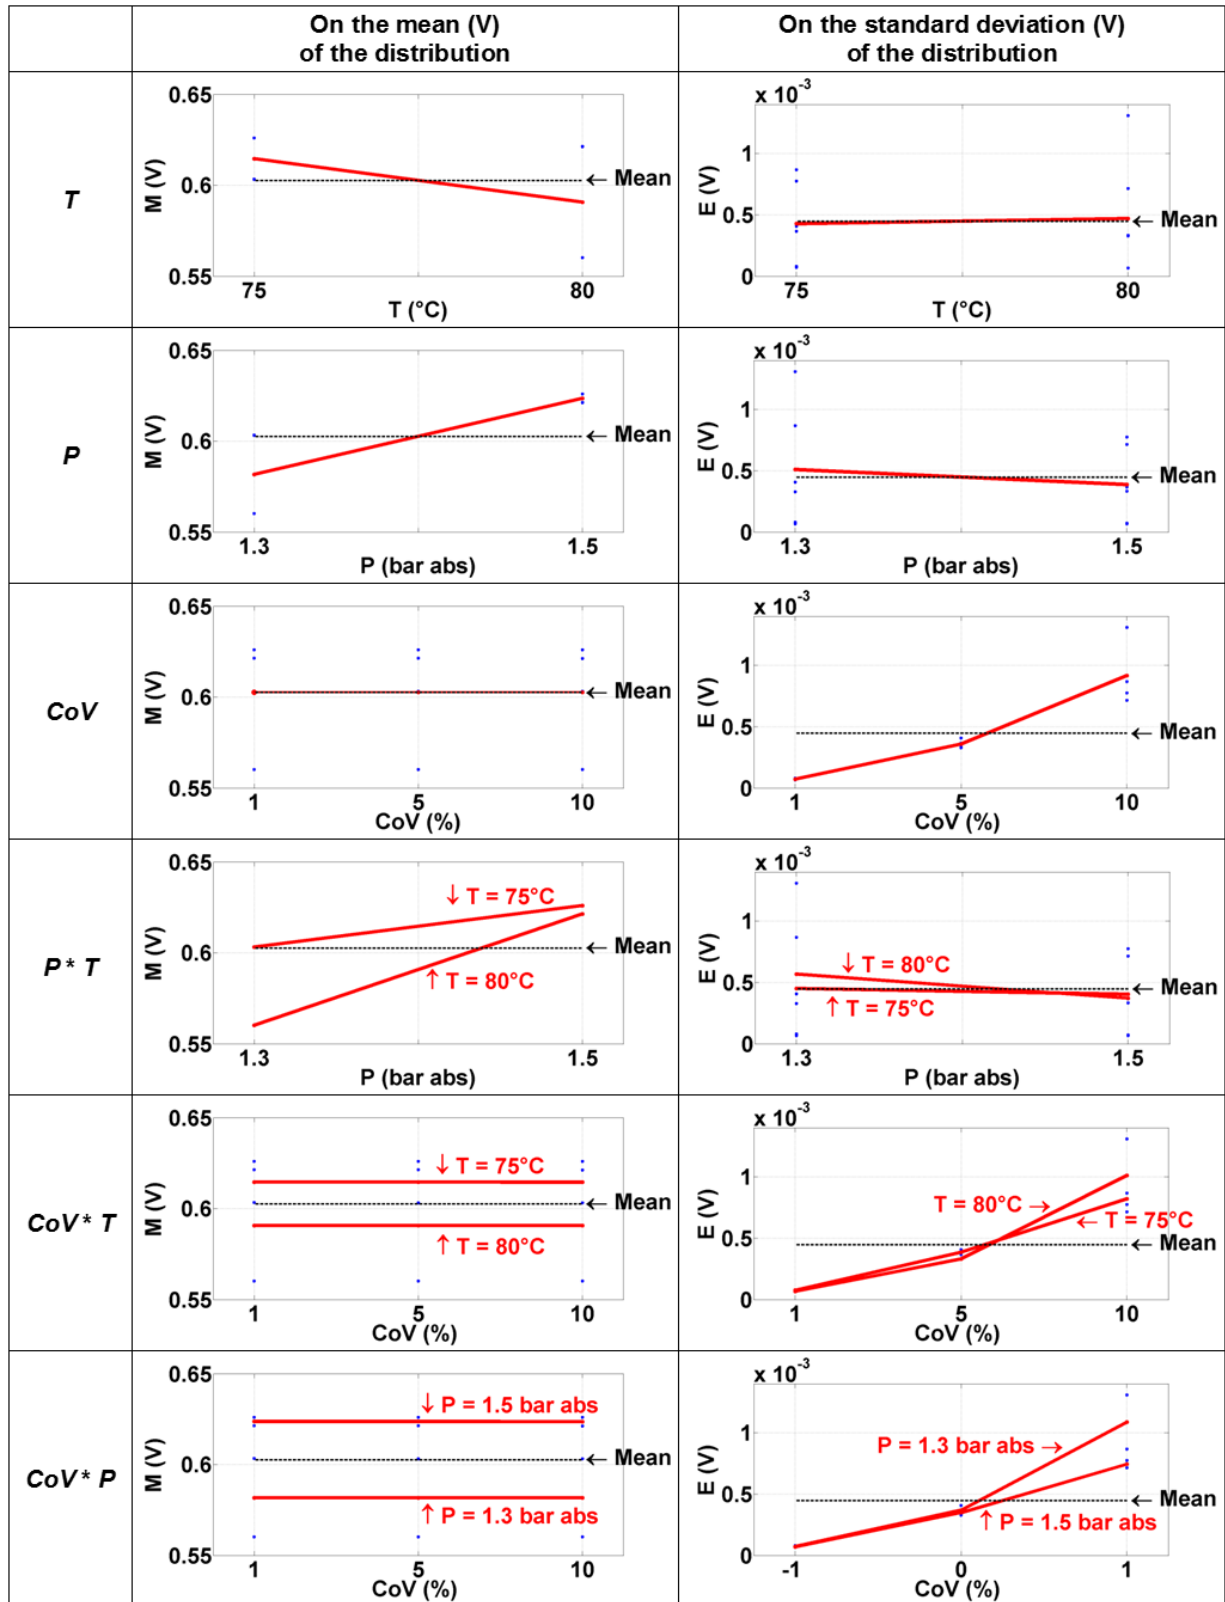 On the mean (V)
of the distribution
On the standard deviation (V)
of the distribution
T
0.65
0.6
0.55
M (V)
← Mean
75
80
T (°C)
x 10-3
1
0.5
0
E (V)
← Mean
75
80
T (°C)
P
0.65
0.6
0.55
M (V)
← Mean
1.3
1.5
P (bar abs)
x 10-3
1
0.5
0
E (V)
← Mean
1.3
1.5
P (bar abs)
CoV
0.65
0.6
0.55
M (V)
← Mean
1
5
10
CoV (%)
x 10-3
1
0.5
0
E (V)
← Mean
1
5
10
CoV (%)
P * T
0.65
0.6
0.55
M (V)
↓ T = 75°C
← Mean
↑ T = 80°C
1.3
1.5
P (bar abs)
x 10-3
1
0.5
0
E (V)
↓ T = 80°C
← Mean
↑ T = 75°C
1.3
1.5
P (bar abs)
CoV * T
0.65
0.6
0.55
M (V)
↓ T = 75°C
← Mean
↑ T = 80°C
1
5
10
CoV (%)
x 10-3
1
0.5
0
E (V)
T = 80°C →
← T = 75°C
← Mean
1
5
10
CoV (%)
CoV * P
0.65
0.6
0.55
M (V)
↓ P = 1.5 bar abs
← Mean
↑ P = 1.3 bar abs
1
5
10
CoV (%)
x 10-3
1
0.5
0
E (V)
P = 1.3 bar abs →
← Mean
↑ P = 1.5 bar abs
-1
0
1
CoV (%)